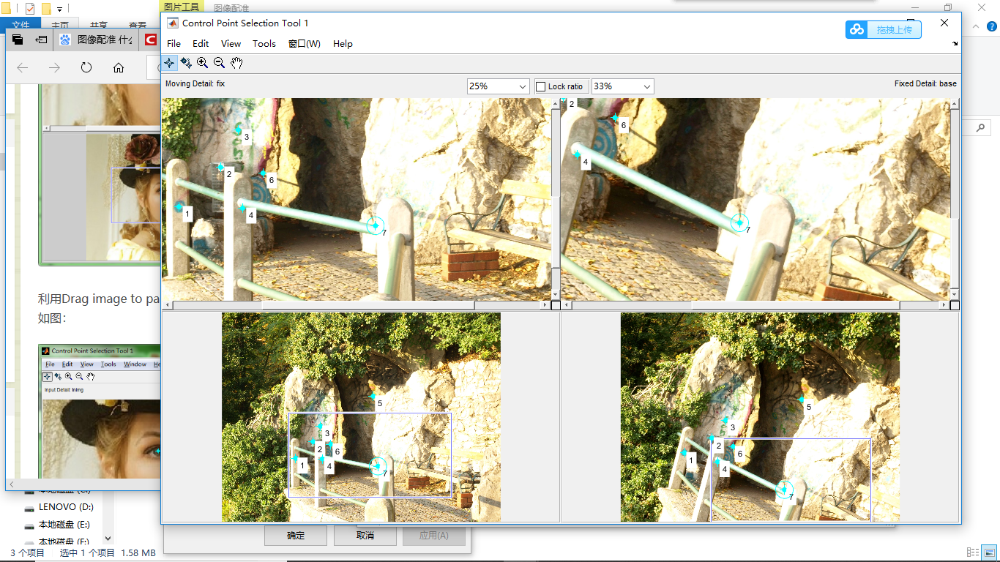 图片工具
图像配准
文件
主页
共享
查看
图像配准 什么
利用Drag image to pa
如图:
Control Point Selection Tool 1
File Edit View Tools Window He
Input Detail: Inimg
Control Point Selection Tool 1
拖拽上传
File Edit View Tools 窗口(W) Help
Moving Detail: fix
25%
Lock ratio
33%
Fixed Detail: base
3
2
6
1
4
7
2
6
4
7
5
3
2
6
1
4
7
5
3
2
6
1
4
7
LENOVO (D:)
本地磁盘 (E:)
本地磁盘 (F:)
确定
取消
应用(A)
3 个项目
选中 1 个项目 1.58 MB